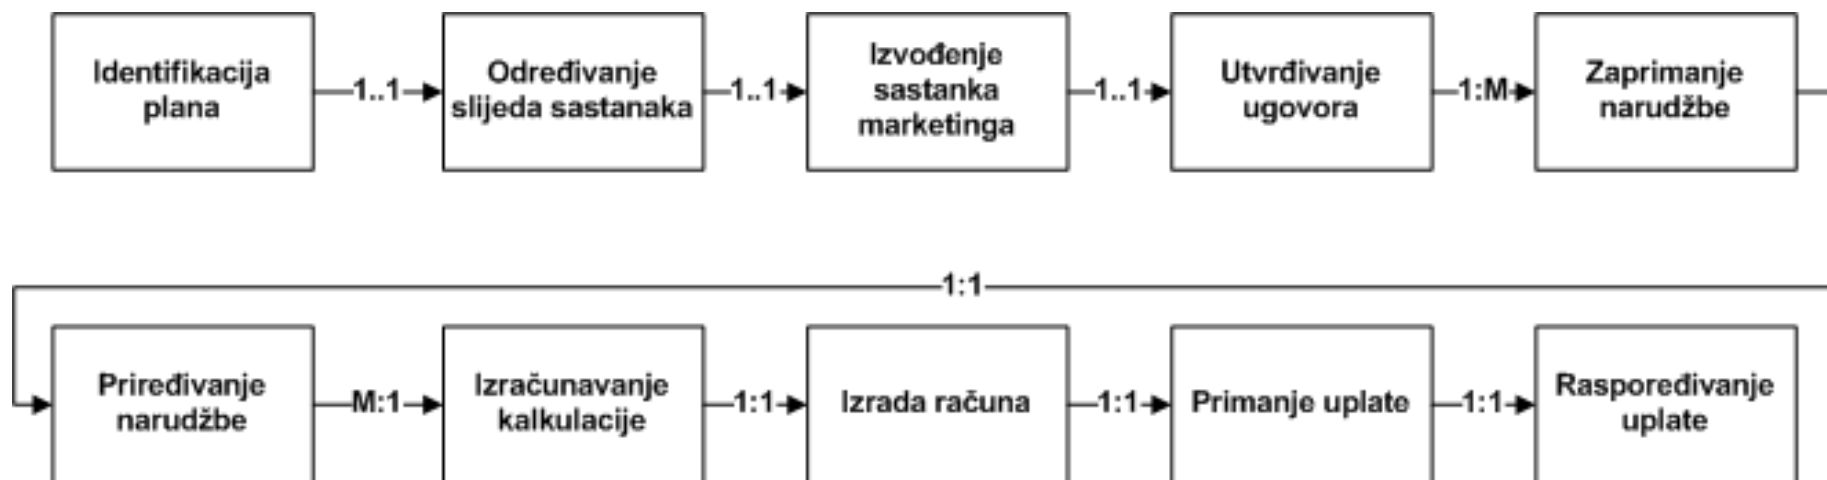 Identifikacija
plana
1..1
Određivanje
slijeda sastanaka
1..1
Izvođenje
sastanka
marketinga
1..1
Utvrđivanje
ugovora
1:M
Zaprimanje
narudžbe
1:1
Priređivanje
narudžbe
M:1
Izračunavanje
kalkulacije
1:1
Izrada računa
1:1
Primanje uplate
1:1
Raspoređivanje
uplate